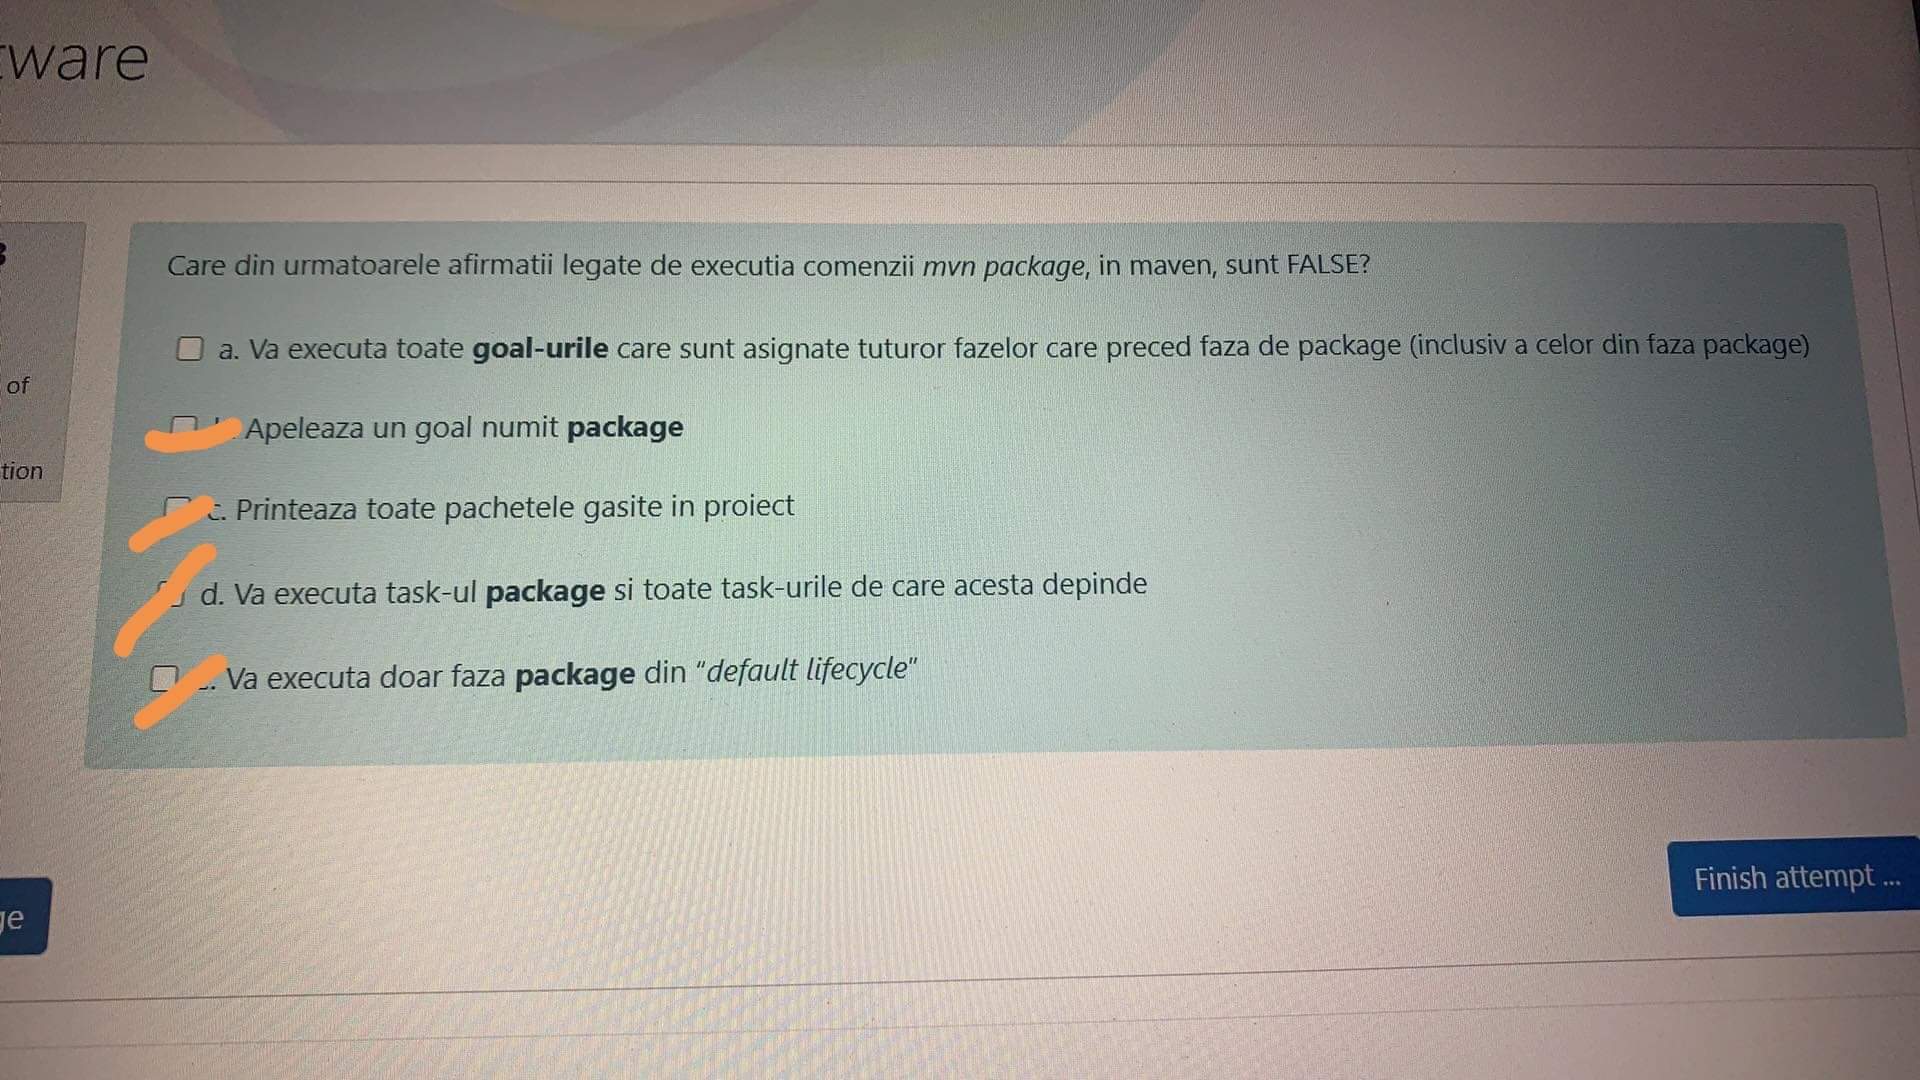 ware
Care din urmatoarele afirmatii legate de executia comenzii mvn package, in maven, sunt FALSE?
a. Va executa toate goal-urile care sunt asignate tuturor fazelor care preced faza de package (inclusiv a celor din faza package)
of
Apeleaza un goal numit package
tion
c. Printeaza toate pachetele gasite in proiect
d. Va executa task-ul package si toate task-urile de care acesta depinde
Va executa doar faza package din "default lifecycle"
Finish attempt ...
ge